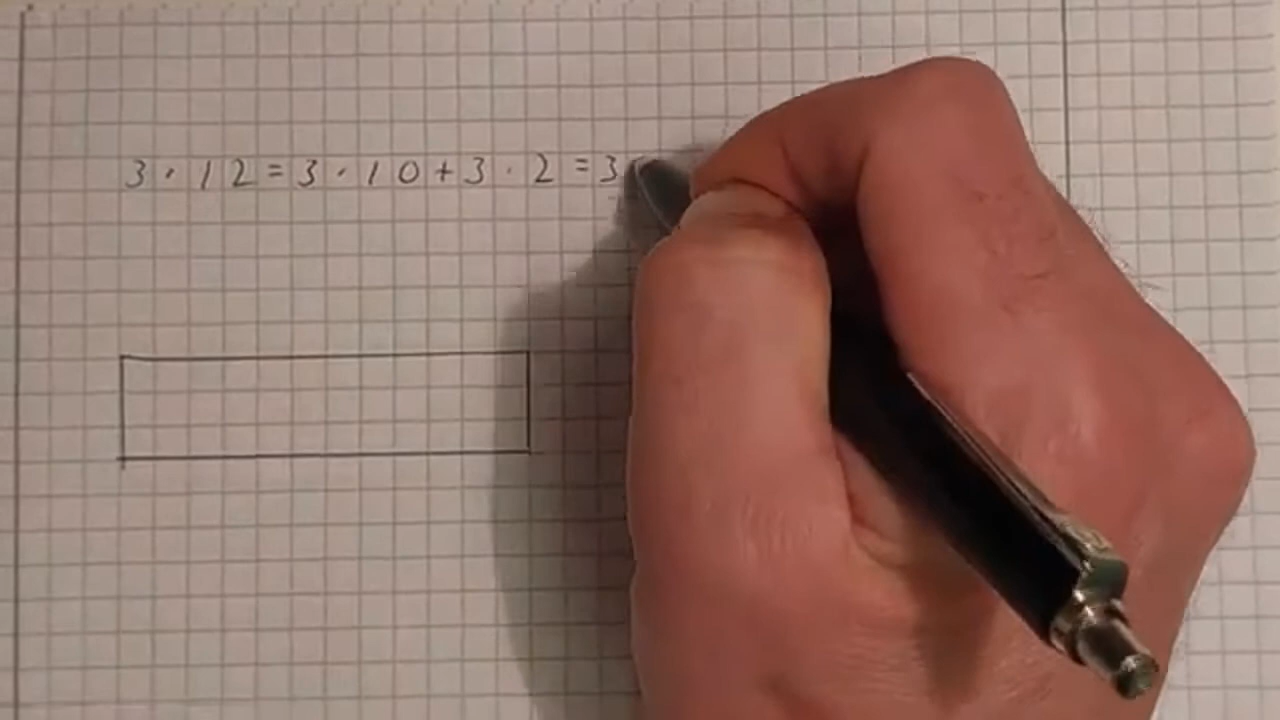 3 · 12 = 3 · 10 + 3 · 2 = 3